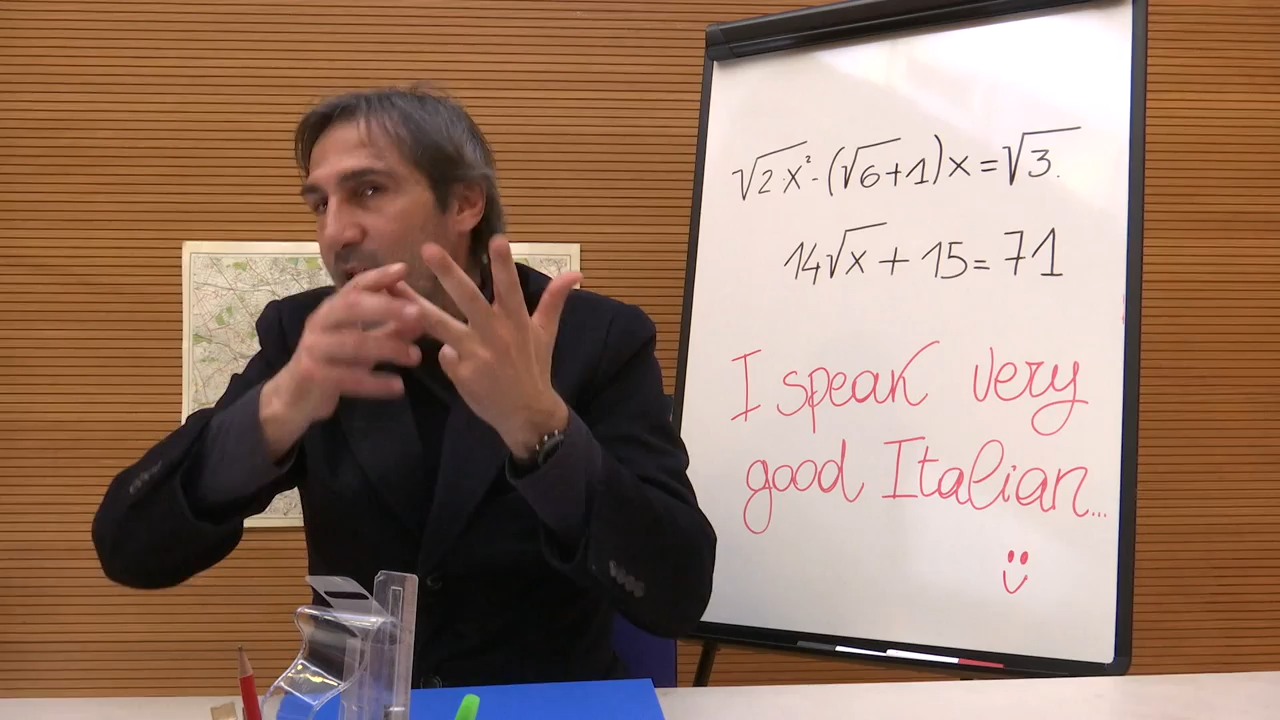 √2·x²-(√6+1)x=√3.
14√x+15=71
I speak very
good Italian...